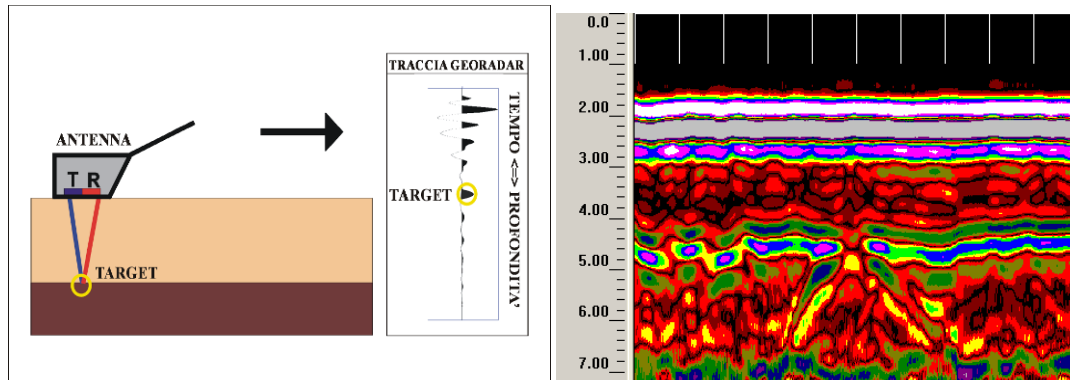 ANTENNA
T R
TARGET
TRACCIA GEORADAR
TARGET
TEMPO <=> PROFONDITA'
0.0
1.00
2.00
3.00
4.00
5.00
6.00
7.00